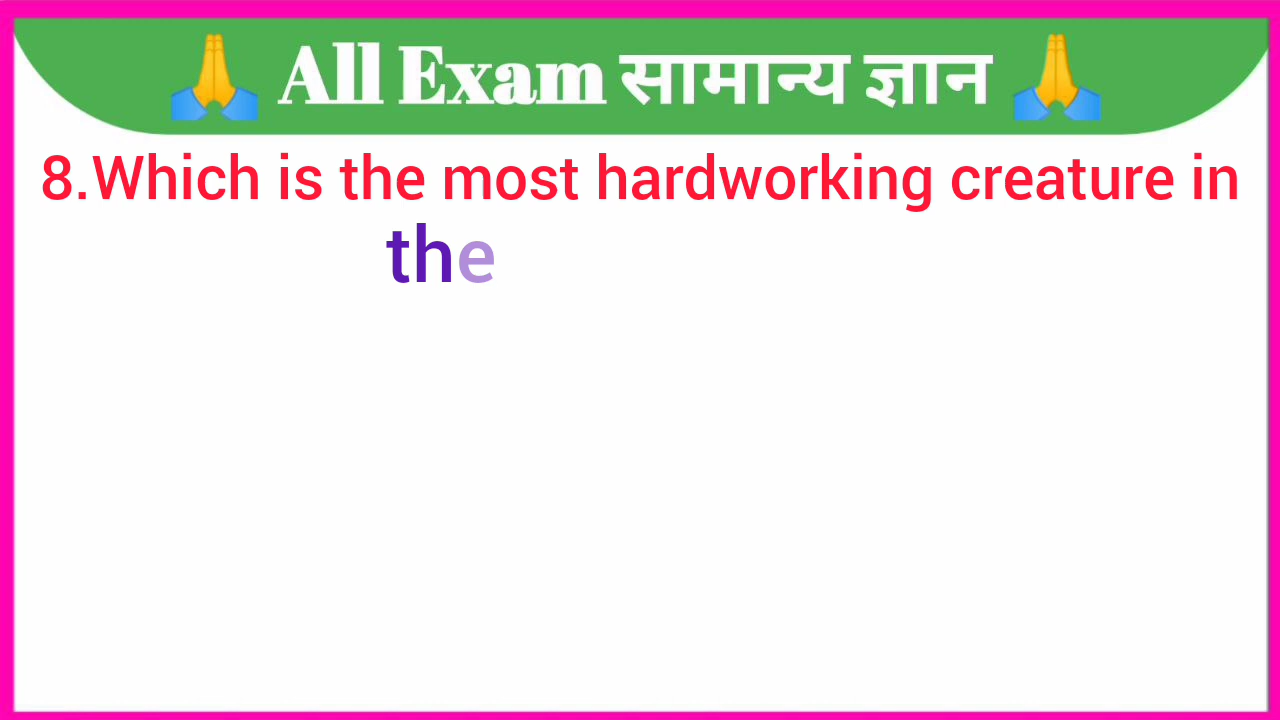 🙏 All Exam सामान्य ज्ञान 🙏
8.Which is the most hardworking creature in
the